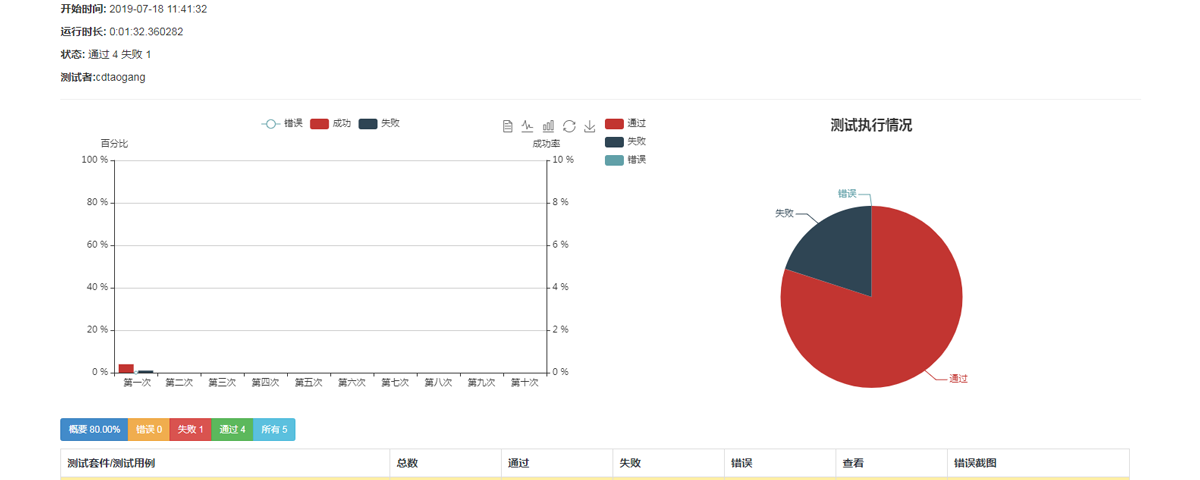 开始时间: 2019-07-18 11:41:32
运行时长: 0:01:32.360282
状态: 通过 4 失败 1
测试者:cdtaogang
错误 成功 失败
百分比 成功率
100 % 10 %
80 % 8 %
60 % 6 %
40 % 4 %
20 % 2 %
0 % 0 %
第一次 第二次 第三次 第四次 第五次 第六次 第七次 第八次 第九次 第十次
通过
失败
错误
测试执行情况
错误
失败
通过
概要 80.00% 错误 0 失败 1 通过 4 所有 5
测试套件/测试用例 总数 通过 失败 错误 查看 错误截图